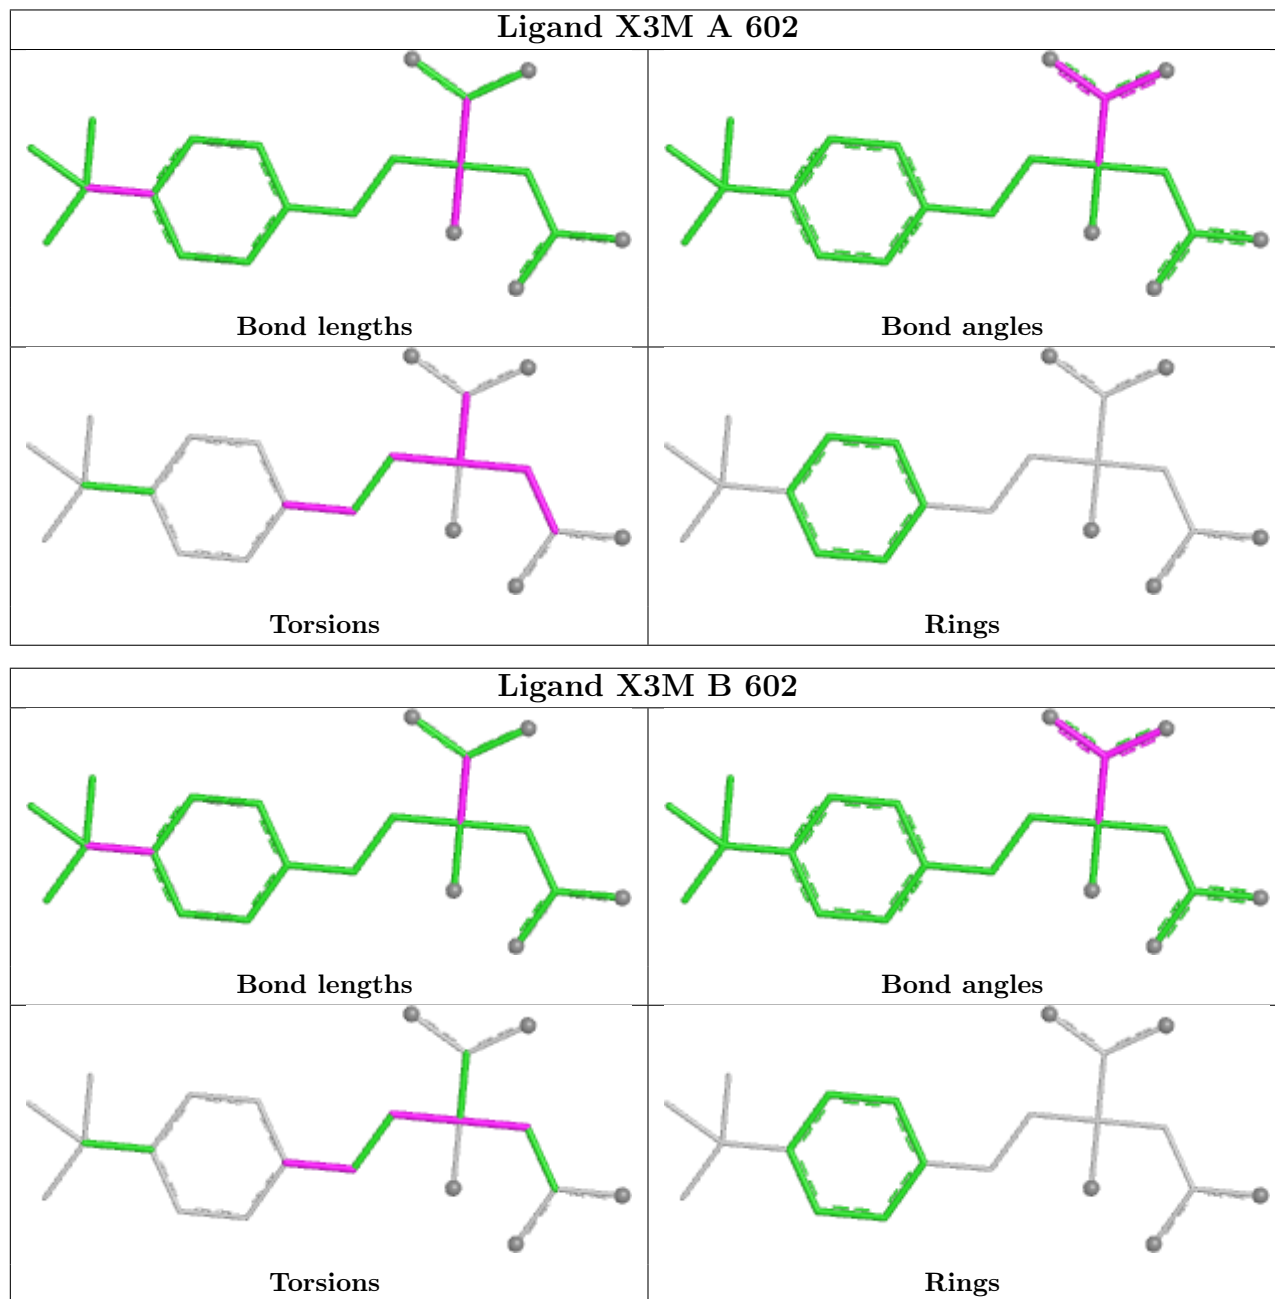 Ligand X3M A 602
Bond lengths
Bond angles
Torsions
Rings
Ligand X3M B 602
Bond lengths
Bond angles
Torsions
Rings